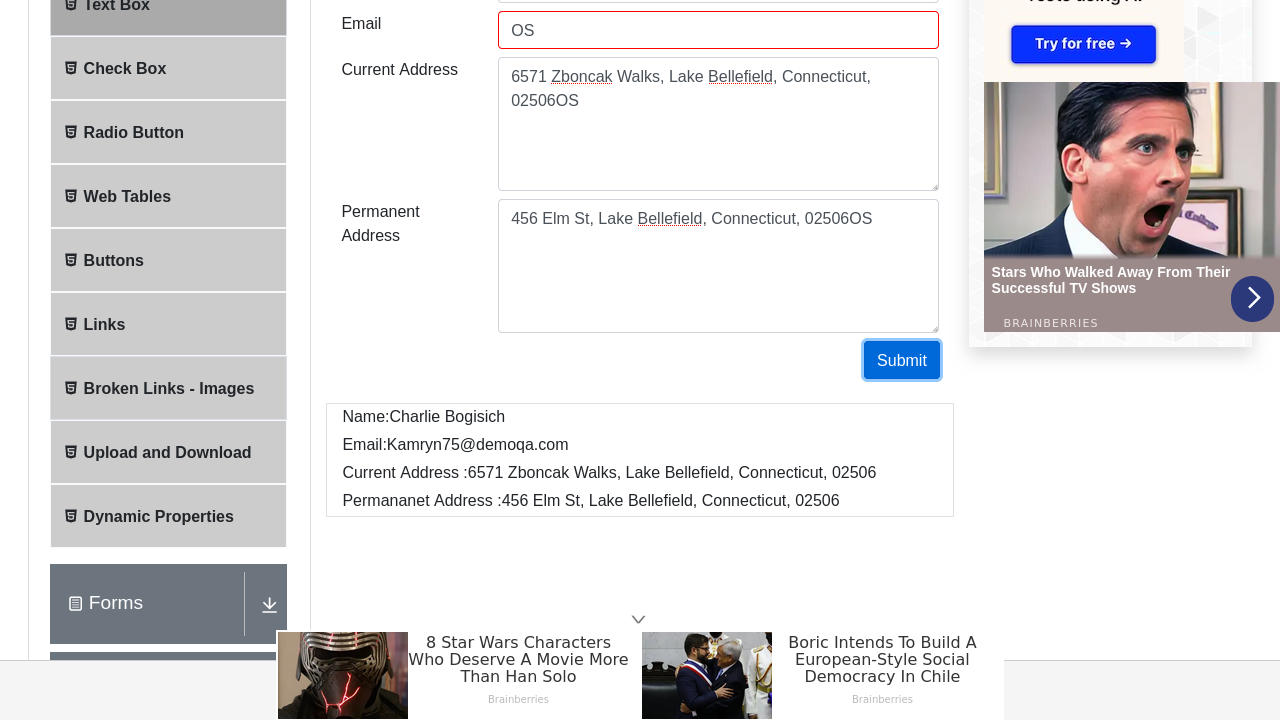 Text Box
Check Box
Radio Button
Web Tables
Buttons
Links
Broken Links - Images
Upload and Download
Dynamic Properties
Forms
Email
OS
Current Address
6571 Zboncak Walks, Lake Bellefield, Connecticut,
02506OS
Permanent
Address
456 Elm St, Lake Bellefield, Connecticut, 02506OS
Submit
Name:Charlie Bogisich
Email:Kamryn75@demoqa.com
Current Address :6571 Zboncak Walks, Lake Bellefield, Connecticut, 02506
Permananet Address :456 Elm St, Lake Bellefield, Connecticut, 02506
Try for free →
Stars Who Walked Away From Their
Successful TV Shows
BRAINBERRIES
8 Star Wars Characters
Who Deserve A Movie More
Than Han Solo
Brainberries
Boric Intends To Build A
European-Style Social
Democracy In Chile
Brainberries